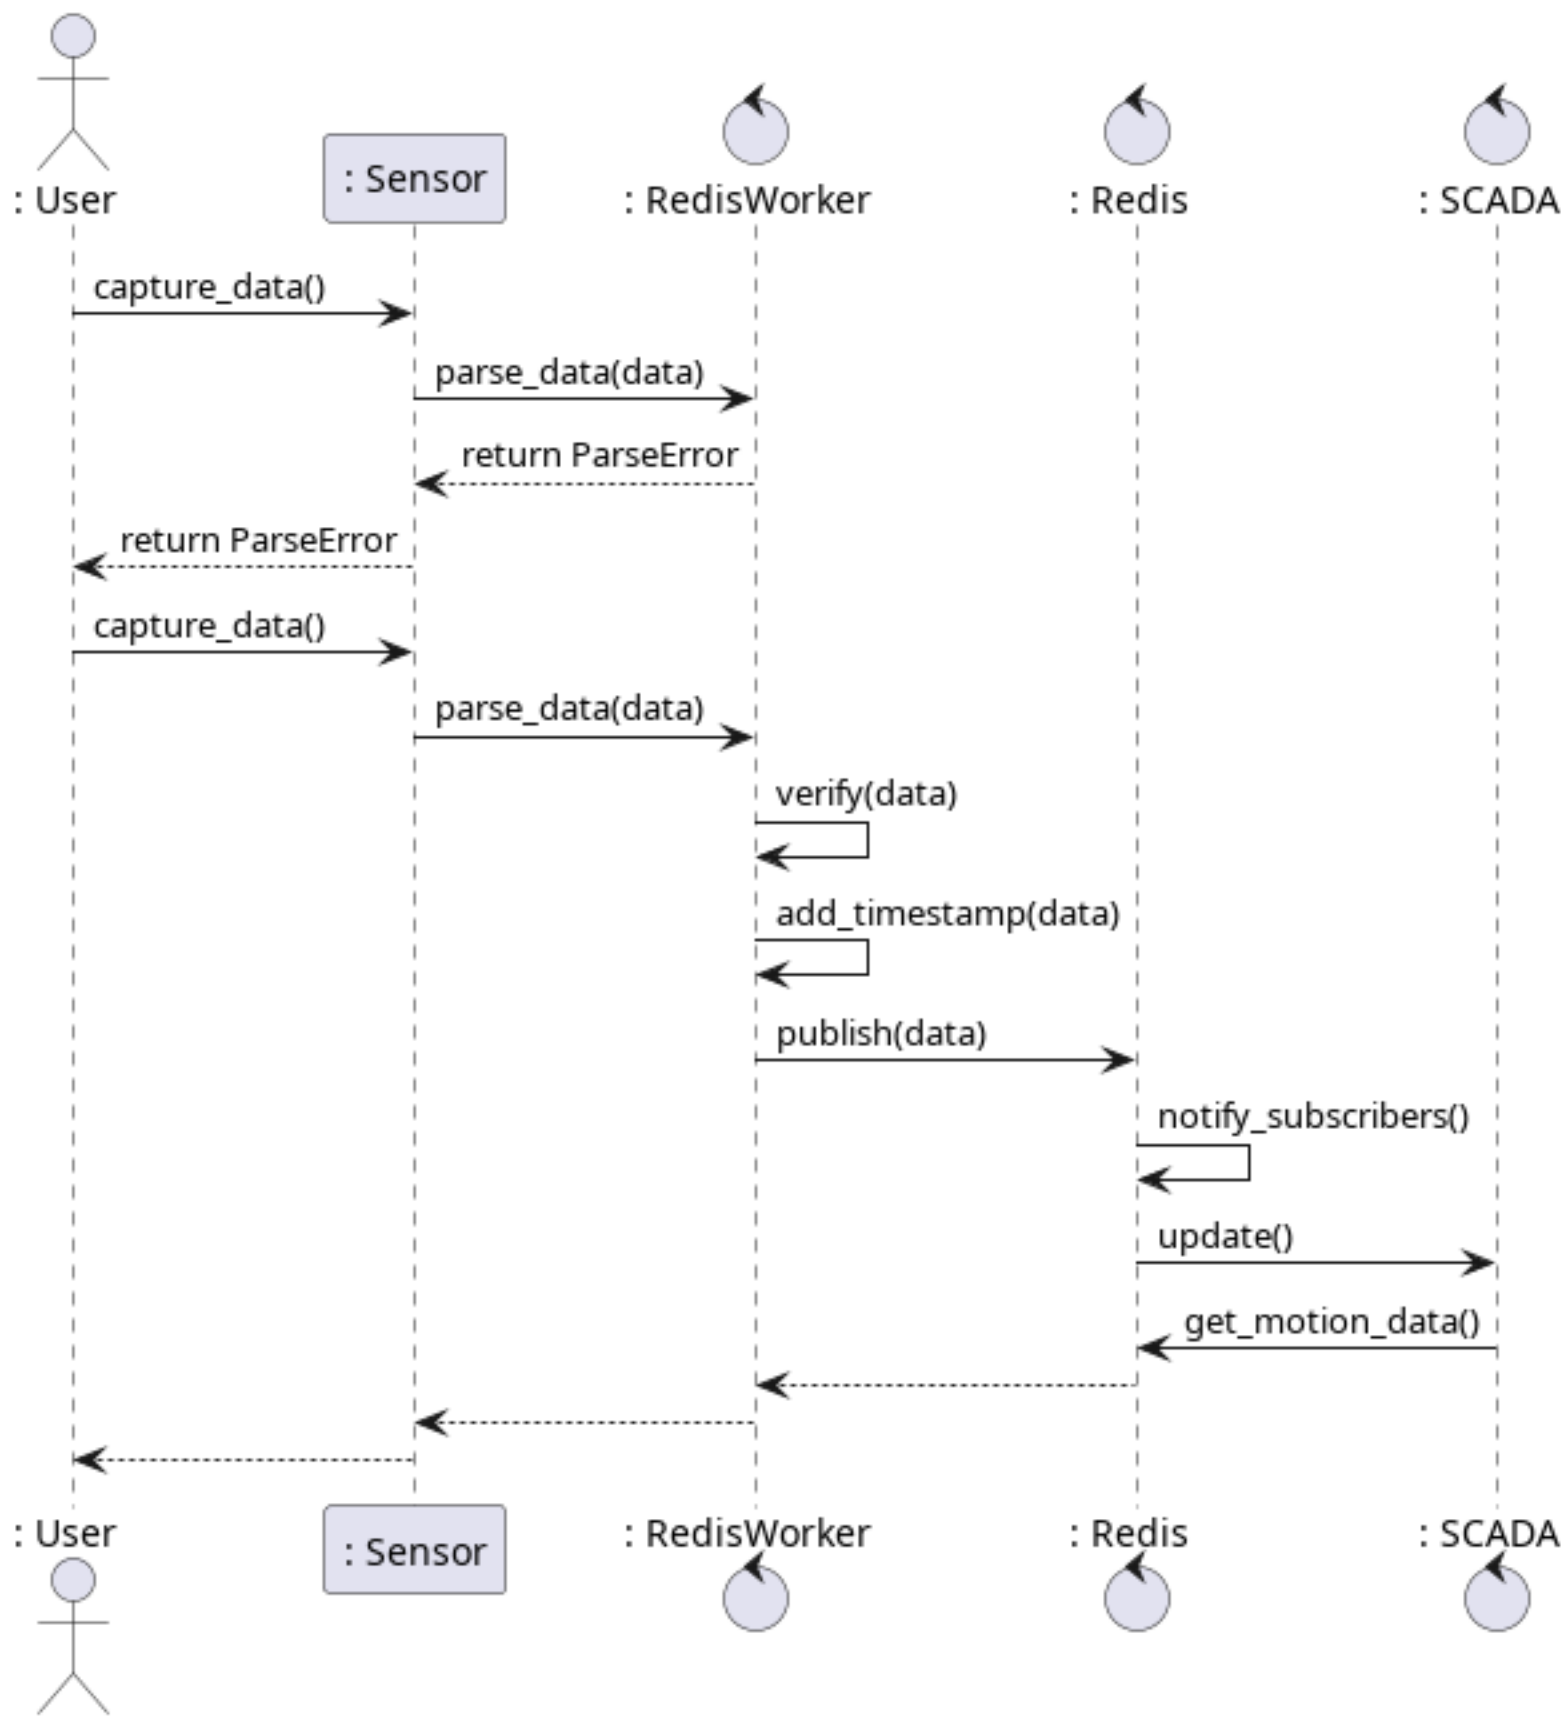 : User
: Sensor
: RedisWorker
: Redis
: SCADA
capture_data()
parse_data(data)
return ParseError
return ParseError
capture_data()
parse_data(data)
verify(data)
add_timestamp(data)
publish(data)
notify_subscribers()
update()
get_motion_data()
: User
: Sensor
: RedisWorker
: Redis
: SCADA